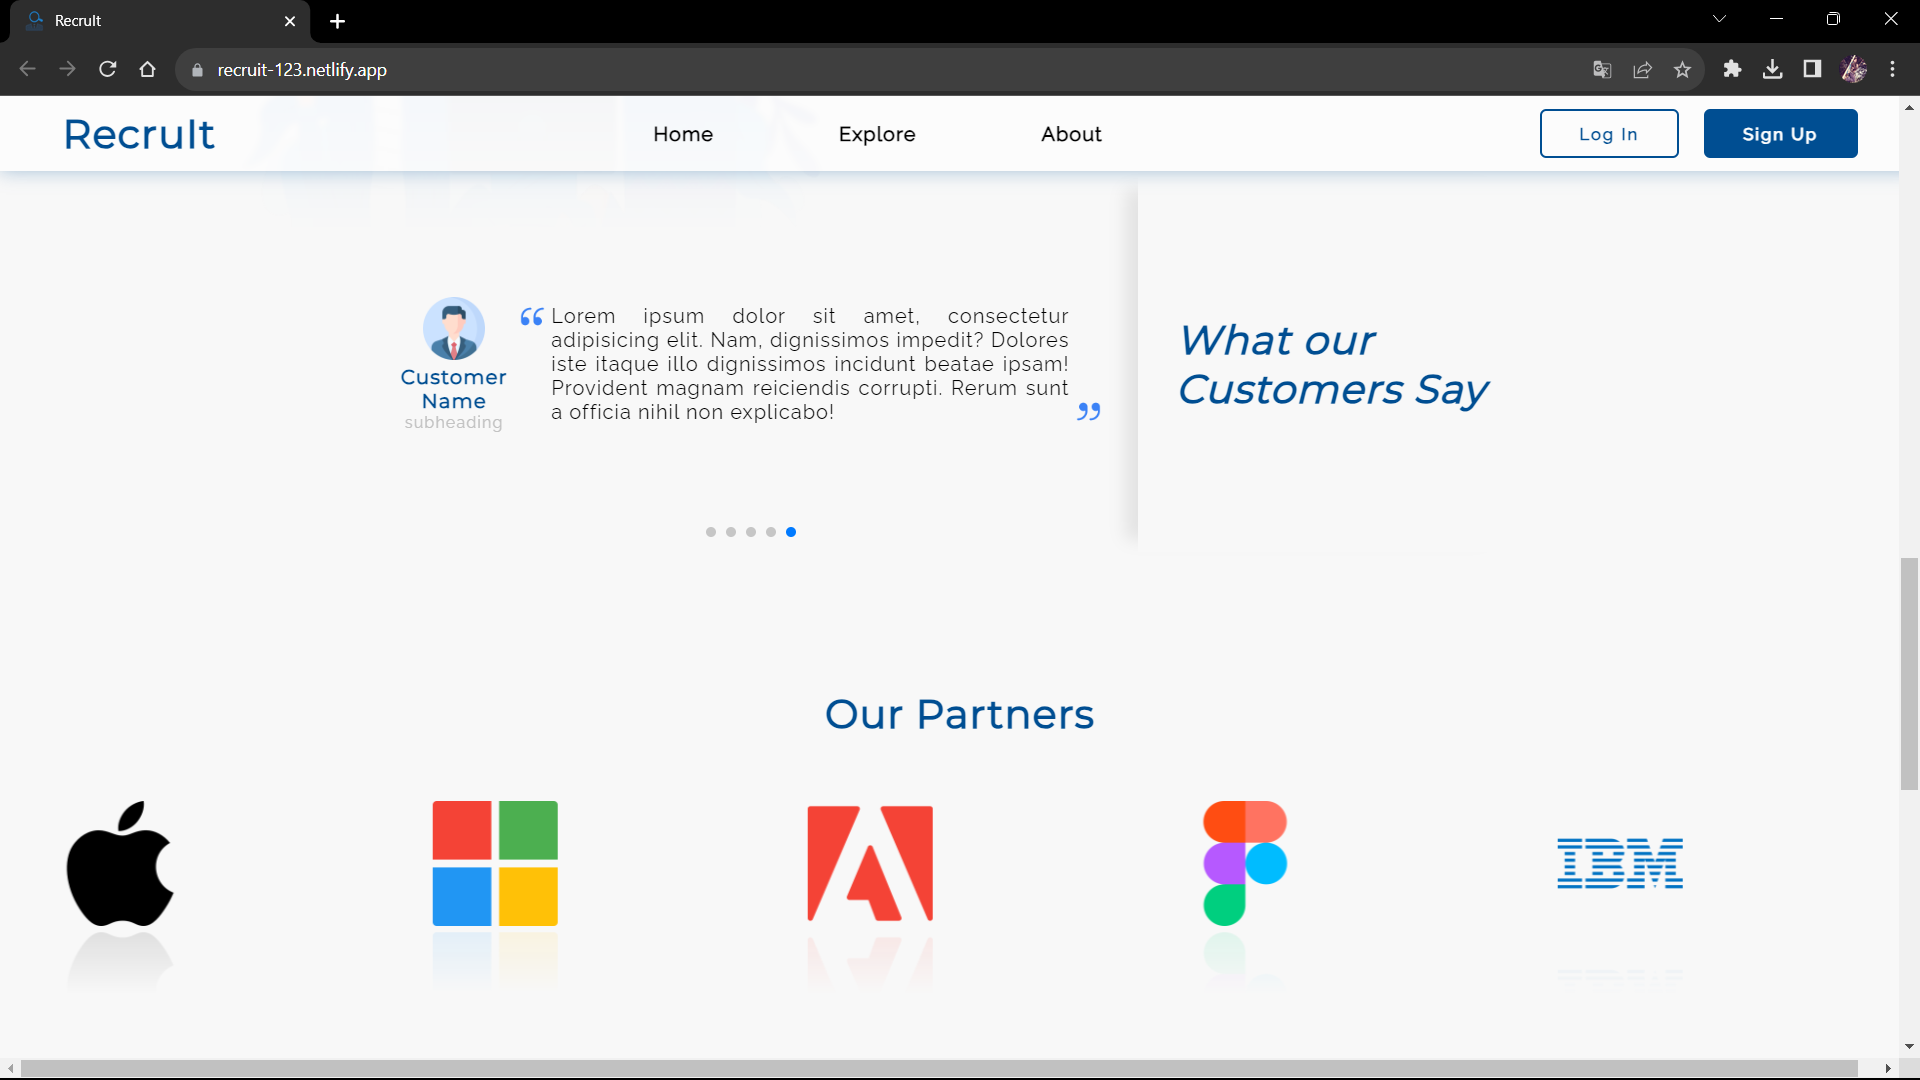 Recrult
recruit-123.netlify.app
Recrult
Home
Explore
About
Log In
Sign Up
“ Lorem ipsum dolor sit amet, consectetur
adipisicing elit. Nam, dignissimos impedit? Dolores
iste itaque illo dignissimos incidunt beatae ipsam!
Provident magnam reiciendis corrupti. Rerum sunt
a officia nihil non explicabo! ”
Customer
Name
subheading
What our
Customers Say
Our Partners
IBM